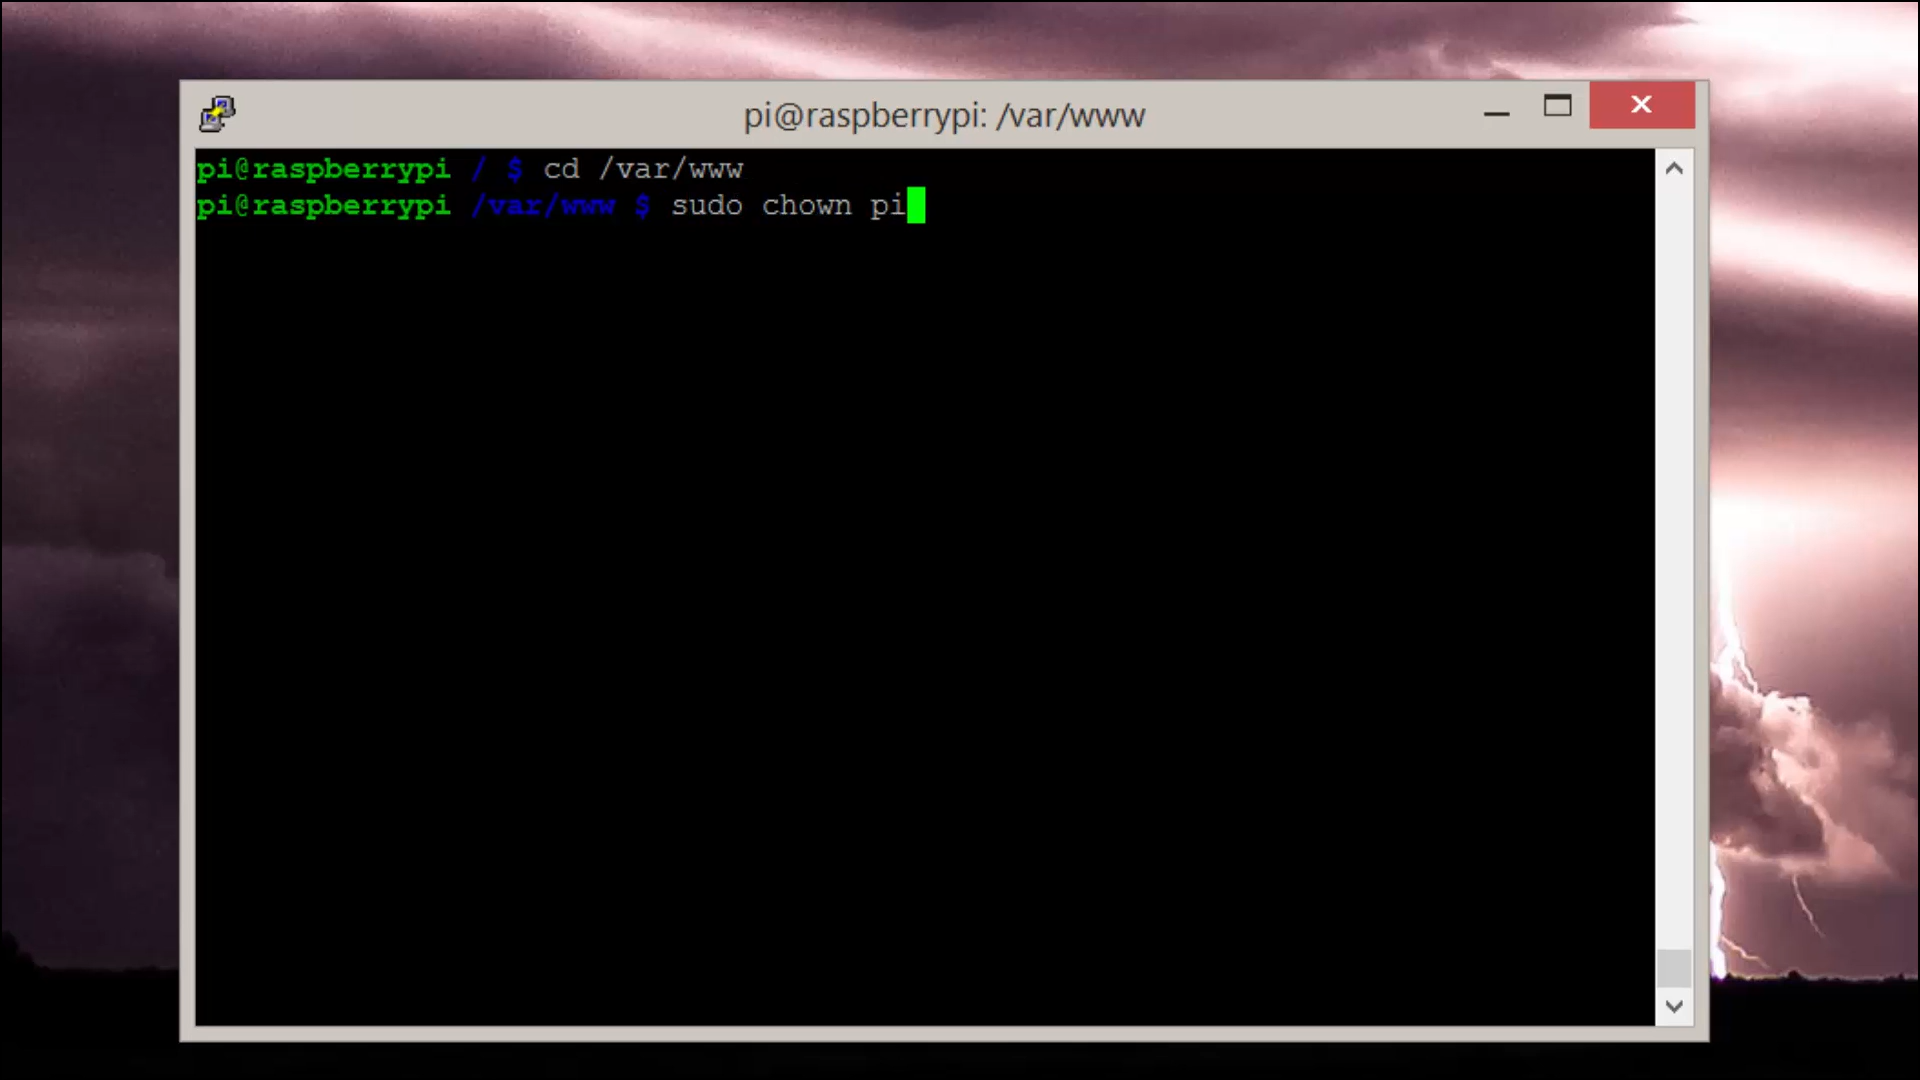 pi@raspberrypi: /var/www
pi@raspberrypi / $ cd /var/www
pi@raspberrypi /var/www $ sudo chown pi